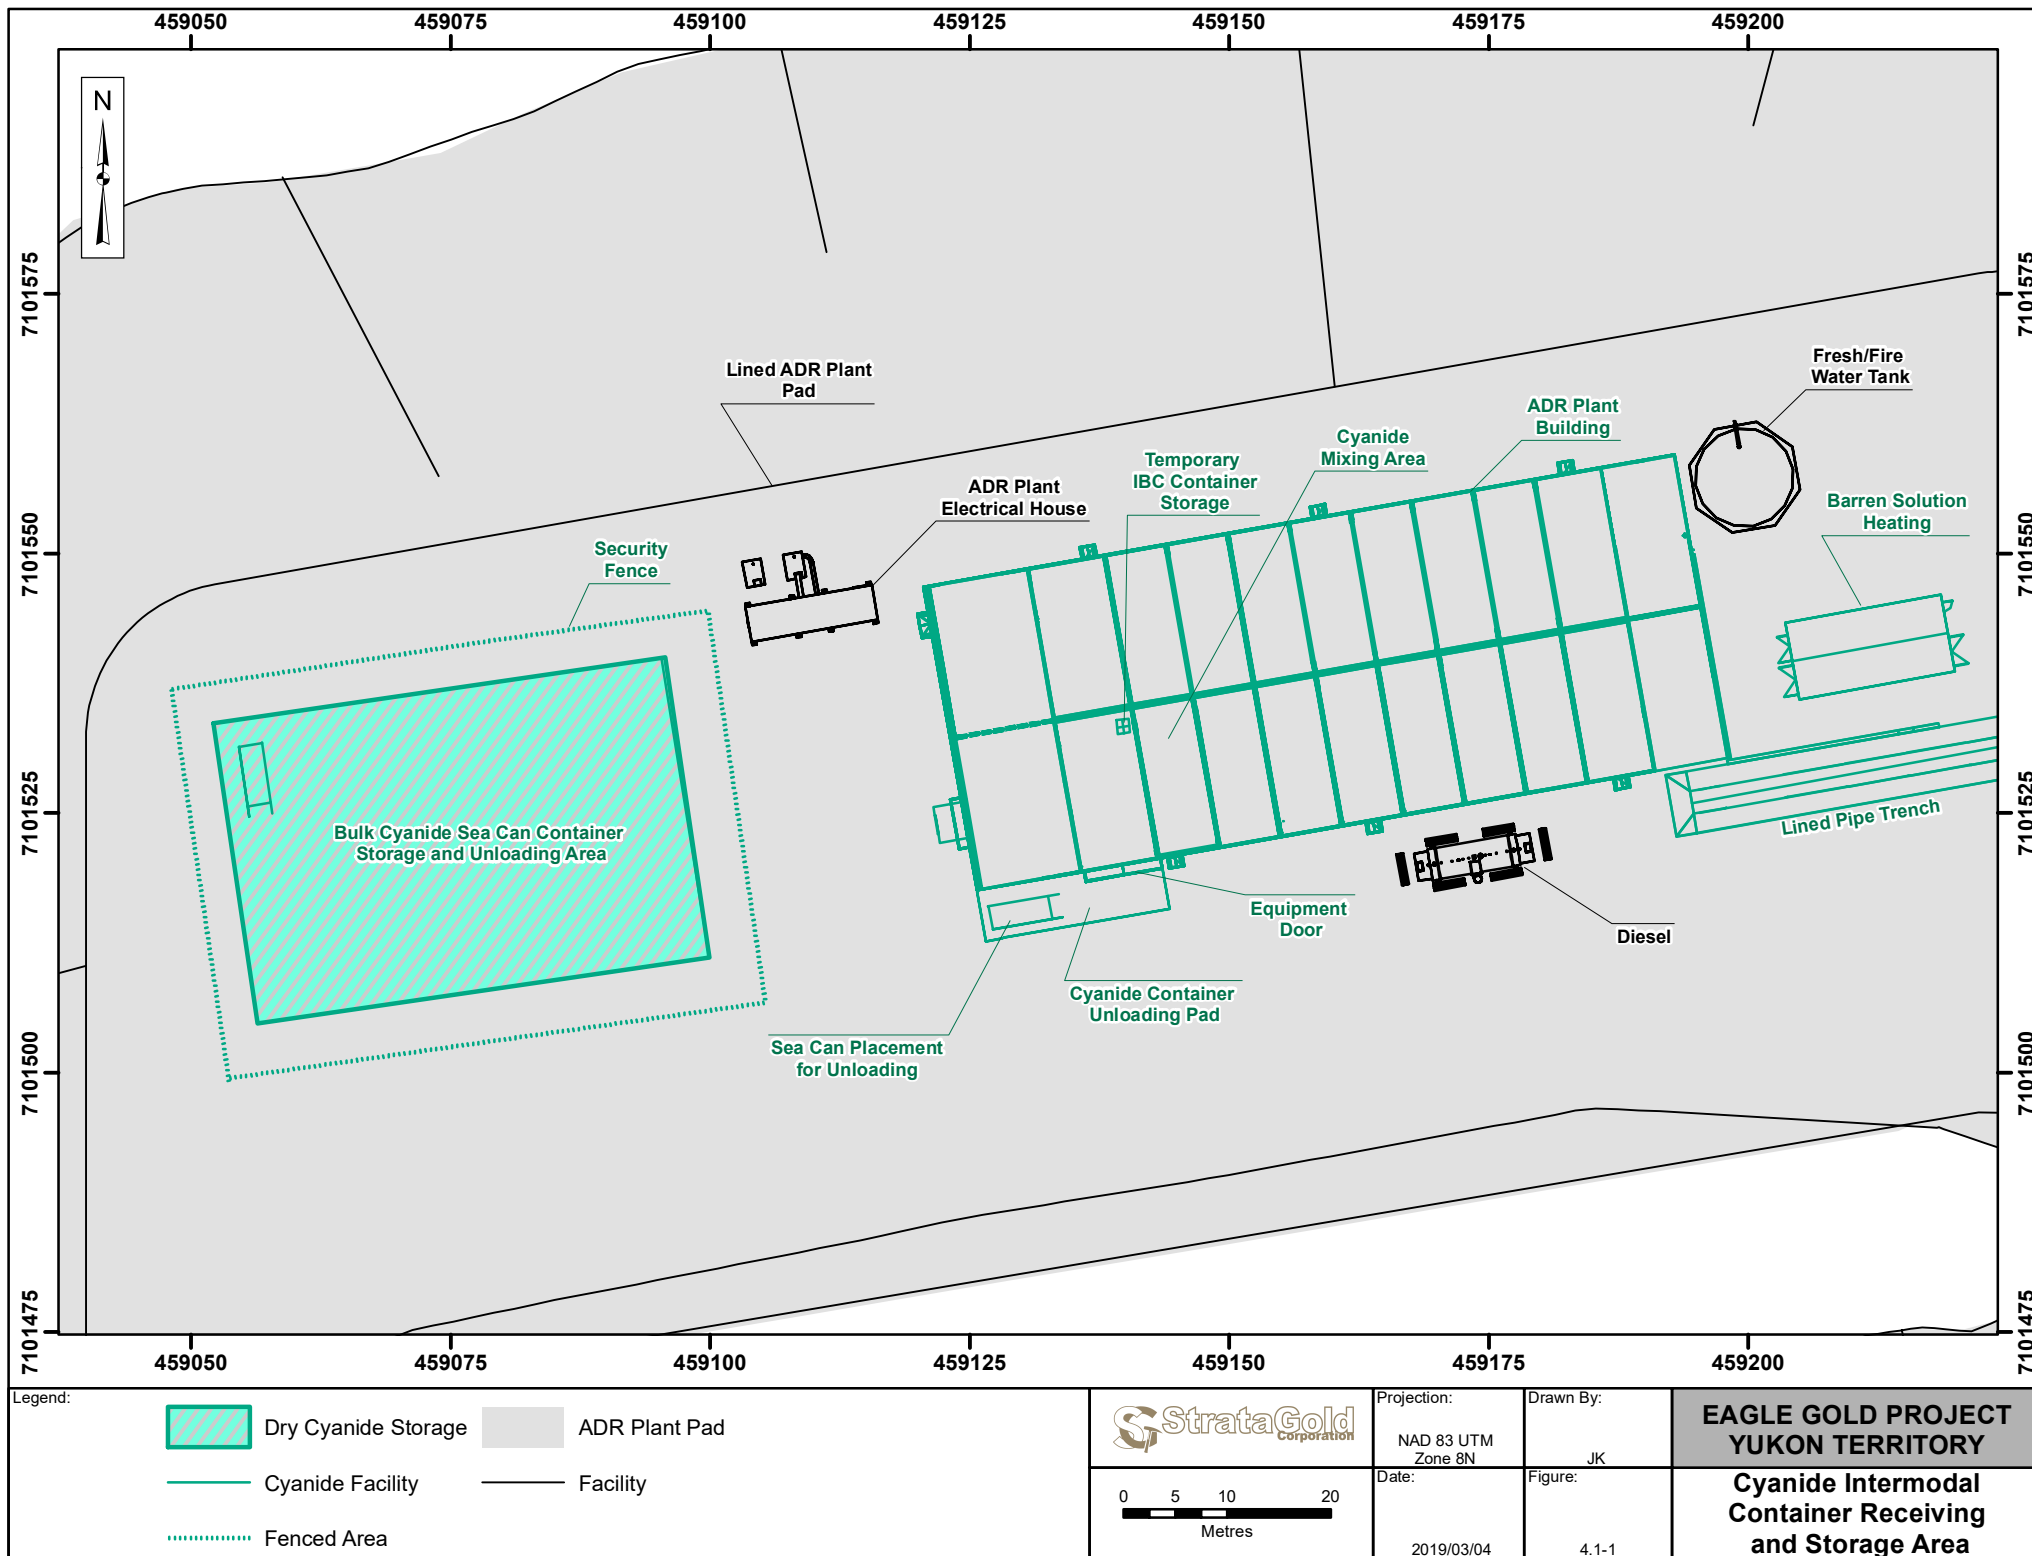 459050 459075 459100 459125 459150 459175 459200
N
7101575
7101575
Lined ADR Plant
Pad
Fresh/Fire
Water Tank
ADR Plant
Building
Cyanide
Mixing Area
Temporary
IBC Container
Storage
ADR Plant
Electrical House
Barren Solution
Heating
Security
Fence
7101550
7101550
7101525
7101525
Bulk Cyanide Sea Can Container
Storage and Unloading Area
Lined Pipe Trench
Equipment
Door
Diesel
Cyanide Container
Unloading Pad
Sea Can Placement
for Unloading
7101500
7101500
7101475
7101475
459050 459075 459100 459125 459150 459175 459200
Legend:
Dry Cyanide Storage
ADR Plant Pad
Cyanide Facility
Facility
Fenced Area
StrataGold
Corporation
0 5 10 20
Metres
Projection:
NAD 83 UTM
Zone 8N
Drawn By:
JK
Date:
2019/03/04
Figure:
4.1-1
EAGLE GOLD PROJECT
YUKON TERRITORY
Cyanide Intermodal
Container Receiving
and Storage Area